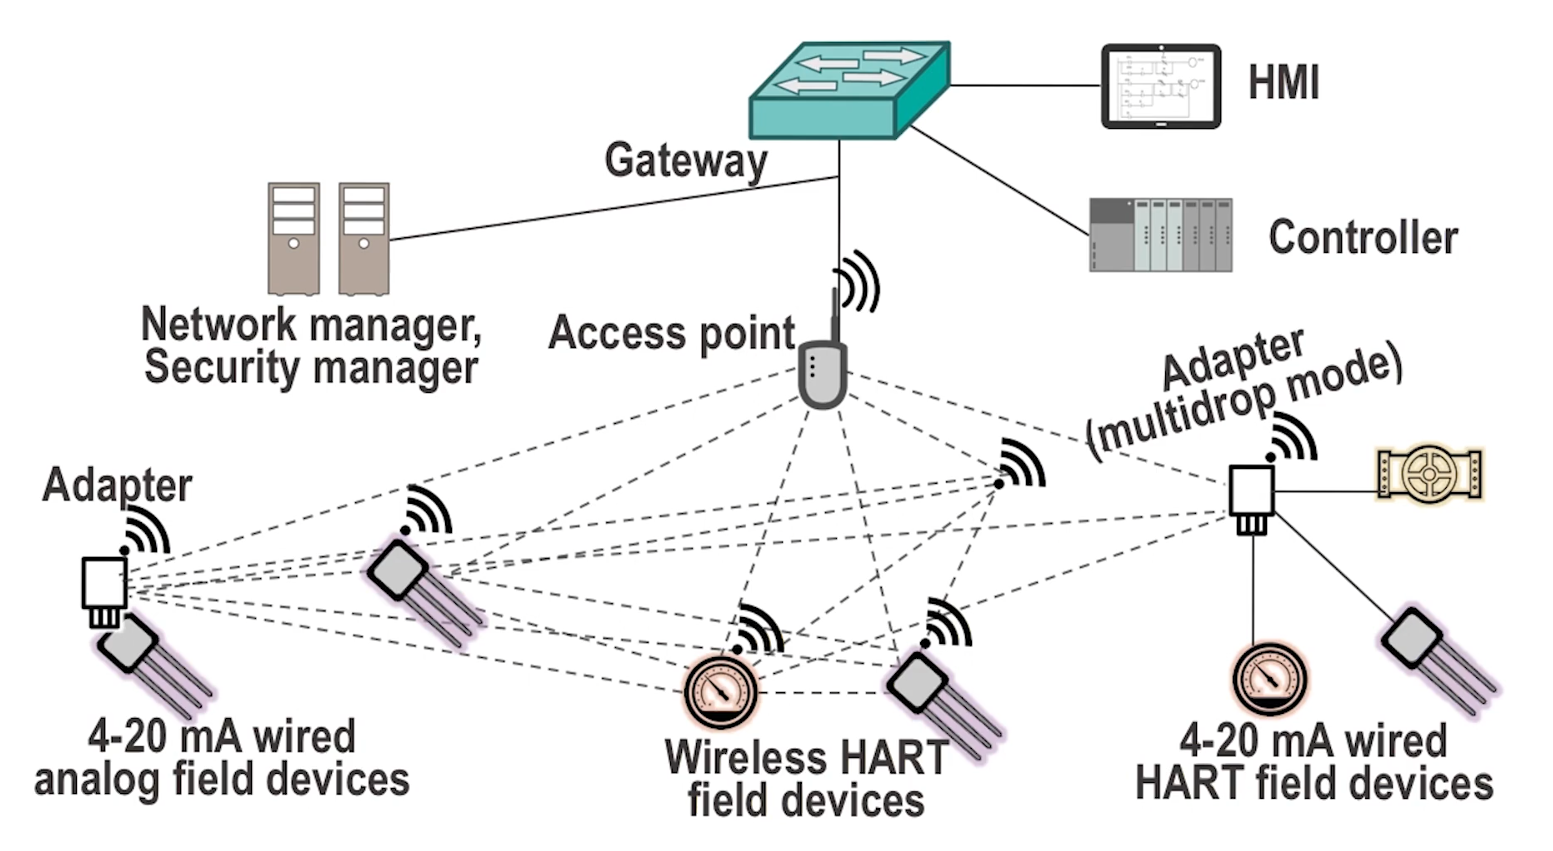 HMI
Gateway
Controller
Network manager,
Security manager
Access point
Adapter
(multidrop mode)
Adapter
4-20 mA wired
analog field devices
Wireless HART
field devices
4-20 mA wired
HART field devices